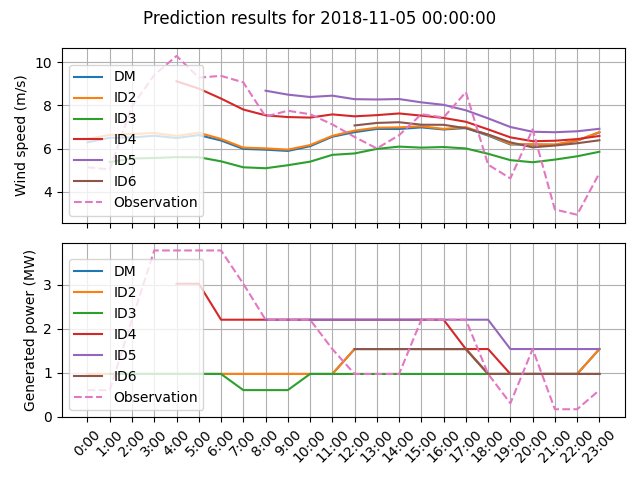 Prediction results for 2018-11-05 00:00:00
Wind speed (m/s)
10
8
6
4
DM
ID2
ID3
ID4
ID5
ID6
Observation
Generated power (MW)
3
2
1
0
DM
ID2
ID3
ID4
ID5
ID6
Observation
0:00 1:00 2:00 3:00 4:00 5:00 6:00 7:00 8:00 9:00 10:00 11:00 12:00 13:00 14:00 15:00 16:00 17:00 18:00 19:00 20:00 21:00 22:00 23:00